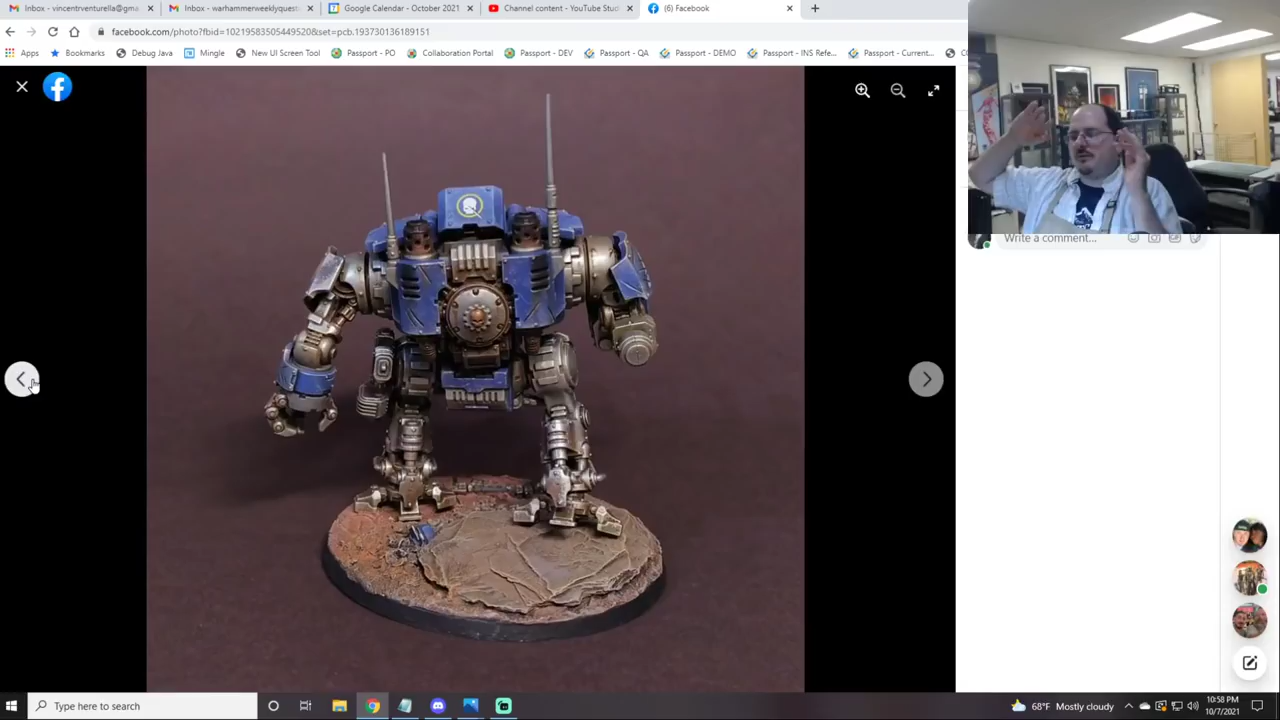 Inbox - vincentrventurella@gma
Inbox - warhammerweeklyquest
Google Calendar - October 2021
Channel content - YouTube Stud
(6) Facebook
facebook.com/photo?fbid=10219583505449520&set=pcb.193730136189151
Apps
Bookmarks
Debug Java
Mingle
New UI Screen Tool
Passport - PO
Collaboration Portal
Passport - DEV
Passport - QA
Passport - DEMO
Passport - INS Refe...
Passport - Current...
Write a comment...
Type here to search
68°F Mostly cloudy
10:58 PM
10/7/2021